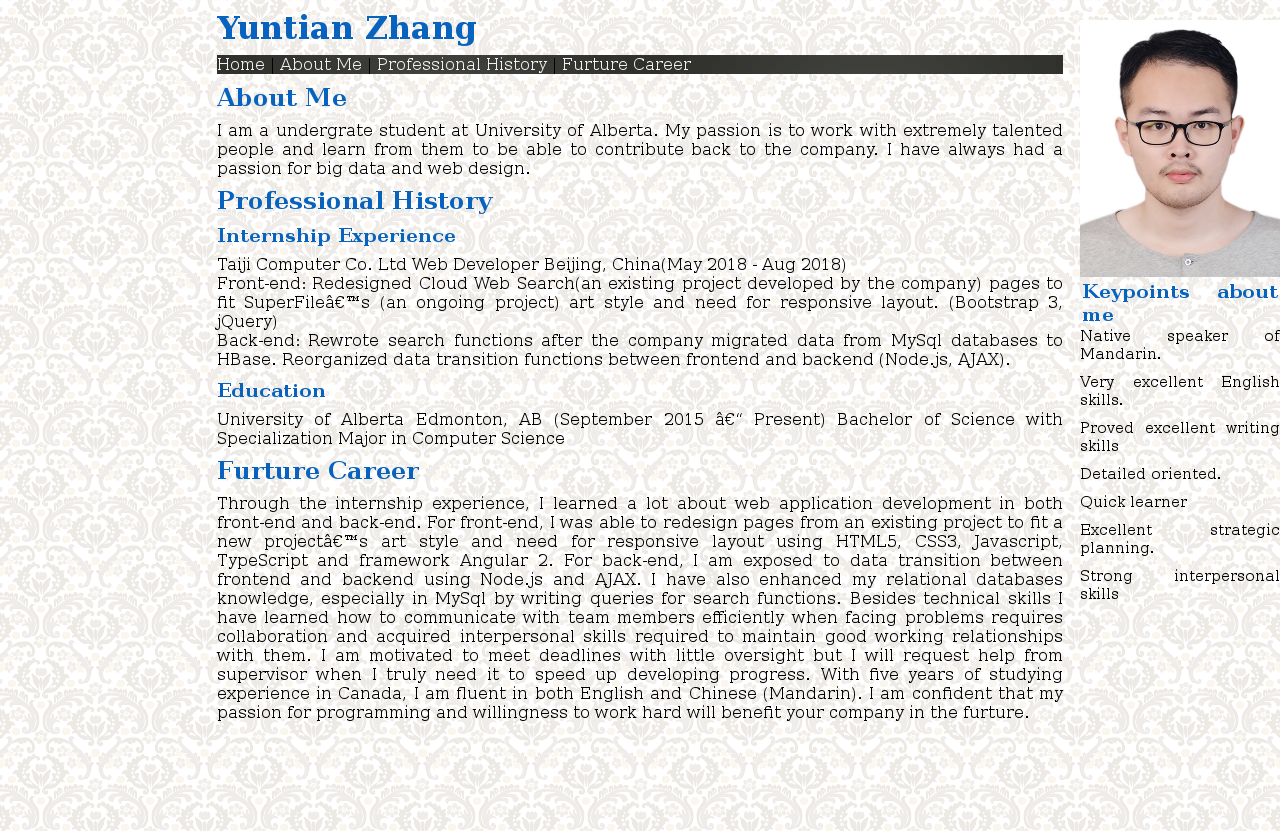 Yuntian Zhang
Home | About Me | Professional History | Furture Career
About Me
I am a undergrate student at University of Alberta. My passion is to work with extremely talented
people and learn from them to be able to contribute back to the company. I have always had a
passion for big data and web design.
Professional History
Internship Experience
Taiji Computer Co. Ltd Web Developer Beijing, China(May 2018 - Aug 2018)
Front-end: Redesigned Cloud Web Search(an existing project developed by the company) pages to
fit SuperFileâ€™s (an ongoing project) art style and need for responsive layout. (Bootstrap 3,
jQuery)
Back-end: Rewrote search functions after the company migrated data from MySql databases to
HBase. Reorganized data transition functions between frontend and backend (Node.js, AJAX).
Education
University of Alberta Edmonton, AB (September 2015 â€“ Present) Bachelor of Science with
Specialization Major in Computer Science
Furture Career
Through the internship experience, I learned a lot about web application development in both
front-end and back-end. For front-end, I was able to redesign pages from an existing project to fit a
new projectâ€™s art style and need for responsive layout using HTML5, CSS3, Javascript,
TypeScript and framework Angular 2. For back-end, I am exposed to data transition between
frontend and backend using Node.js and AJAX. I have also enhanced my relational databases
knowledge, especially in MySql by writing queries for search functions. Besides technical skills I
have learned how to communicate with team members efficiently when facing problems requires
collaboration and acquired interpersonal skills required to maintain good working relationships
with them. I am motivated to meet deadlines with little oversight but I will request help from
supervisor when I truly need it to speed up developing progress. With five years of studying
experience in Canada, I am fluent in both English and Chinese (Mandarin). I am confident that my
passion for programming and willingness to work hard will benefit your company in the furture.
Keypoints about
me
Native speaker of
Mandarin.
Very excellent English
skills.
Proved excellent writing
skills
Detailed oriented.
Quick learner
Excellent strategic
planning.
Strong interpersonal
skills